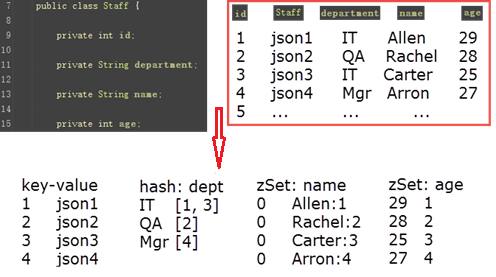 7 public class Staff {
8
9 private int id;
10
11 private String department;
12
13 private String name;
14
15 private int age;
id Staff department name age
1 json1 IT Allen 29
2 json2 QA Rachel 28
3 json3 IT Carter 25
4 json4 Mgr Arron 27
5 ... ... ...
key-value
1 json1
2 json2
3 json3
4 json4
hash: dept
IT [1, 3]
QA [2]
Mgr [4]
zSet: name
0 Allen:1
0 Rachel:2
0 Carter:3
0 Arron:4
zSet: age
29 1
28 2
25 3
27 4